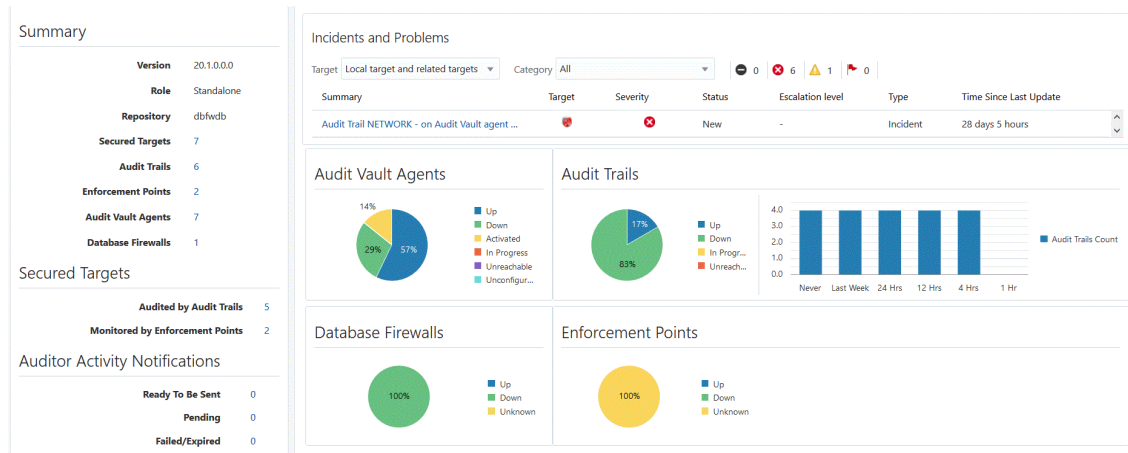 Summary
Version 20.1.0.0.0
Role Standalone
Repository dbfwdb
Secured Targets 7
Audit Trails 6
Enforcement Points 2
Audit Vault Agents 7
Database Firewalls 1
Secured Targets
Audited by Audit Trails 5
Monitored by Enforcement Points 2
Auditor Activity Notifications
Ready To Be Sent 0
Pending 0
Failed/Expired 0
Incidents and Problems
Target Local target and related targets Category All 0 6 1 0
Summary Target Severity Status Escalation level Type Time Since Last Update
Audit Trail NETWORK - on Audit Vault agent ... New - Incident 28 days 5 hours
Audit Vault Agents
14%
29%
57%
Up
Down
Activated
In Progress
Unreachable
Unconfigur...
Audit Trails
17%
83%
Up
Down
In Progr...
Unreach...
4.0
3.0
2.0
1.0
0.0
Never Last Week 24 Hrs 12 Hrs 4 Hrs 1 Hr
Audit Trails Count
Database Firewalls
100%
Up
Down
Unknown
Enforcement Points
100%
Up
Down
Unknown